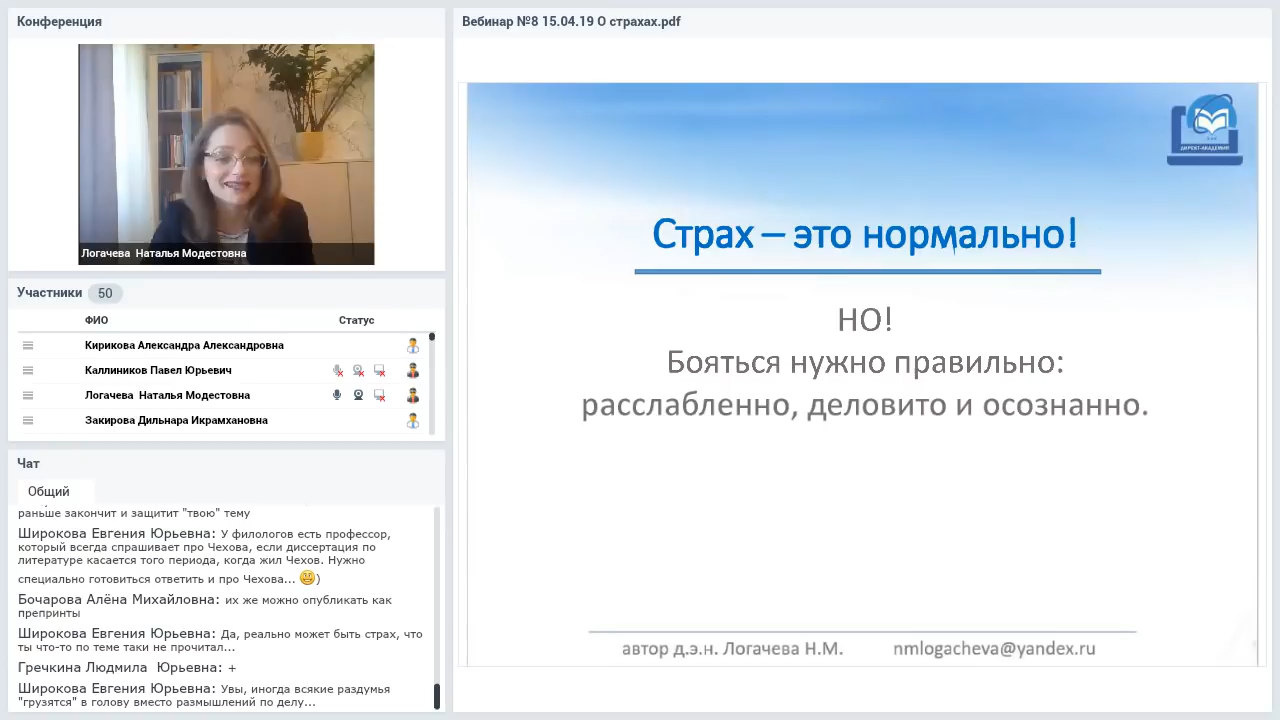 Конференция
Логачева  Наталья Модестовна
Участники 50
ФИО Статус
Кирикова Александра Александровна
Каллиников Павел Юрьевич
Логачева  Наталья Модестовна
Закирова Дильнара Икрамхановна
Чат
Общий
раньше закончит и защитит "твою" тему
Широкова Евгения Юрьевна: У филологов есть профессор,
который всегда спрашивает про Чехова, если диссертация по
литературе касается того периода, когда жил Чехов. Нужно
специально готовиться ответить и про Чехова... )
Бочарова Алёна Михайловна: их же можно опубликать как
препринты
Широкова Евгения Юрьевна: Да, реально может быть страх, что
ты что-то по теме таки не прочитал...
Гречкина Людмила  Юрьевна: +
Широкова Евгения Юрьевна: Увы, иногда всякие раздумья
"грузятся" в голову вместо размышлений по делу...
Вебинар №8 15.04.19 О страхах.pdf
ДИРЕКТ-АКАДЕМИЯ
Страх – это нормально!
НО!
Бояться нужно правильно:
расслабленно, деловито и осознанно.
автор д.э.н. Логачева Н.М. nmlogacheva@yandex.ru